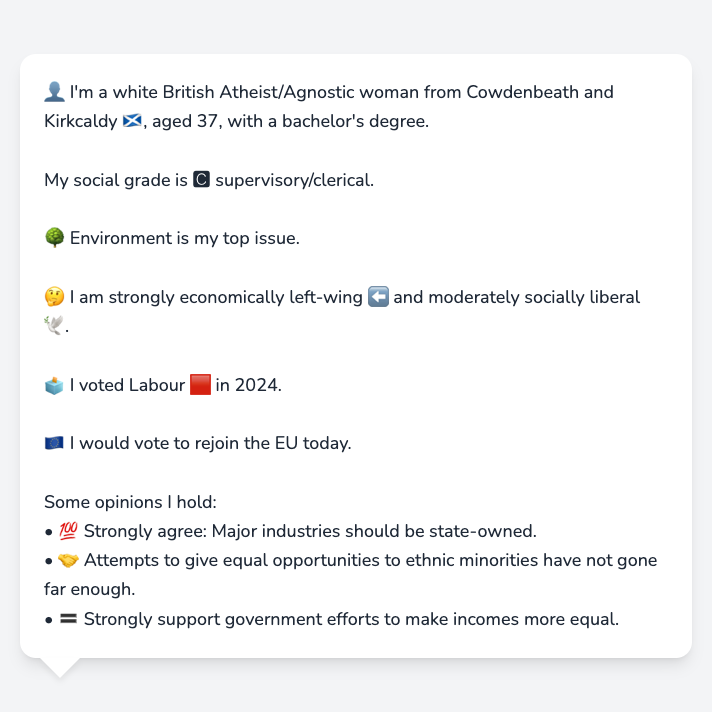 👤 I'm a white British Atheist/Agnostic woman from Cowdenbeath and
Kirkcaldy 🏴󠁧󠁢󠁳󠁣󠁴󠁿, aged 37, with a bachelor's degree.
My social grade is 🅲 supervisory/clerical.
🌳 Environment is my top issue.
🤔 I am strongly economically left-wing ⬅️ and moderately socially liberal
🕊️.
🗳️ I voted Labour 🟥 in 2024.
🇪🇺 I would vote to rejoin the EU today.
Some opinions I hold:
• 💯 Strongly agree: Major industries should be state-owned.
• 🤝 Attempts to give equal opportunities to ethnic minorities have not gone
far enough.
• 🟰 Strongly support government efforts to make incomes more equal.